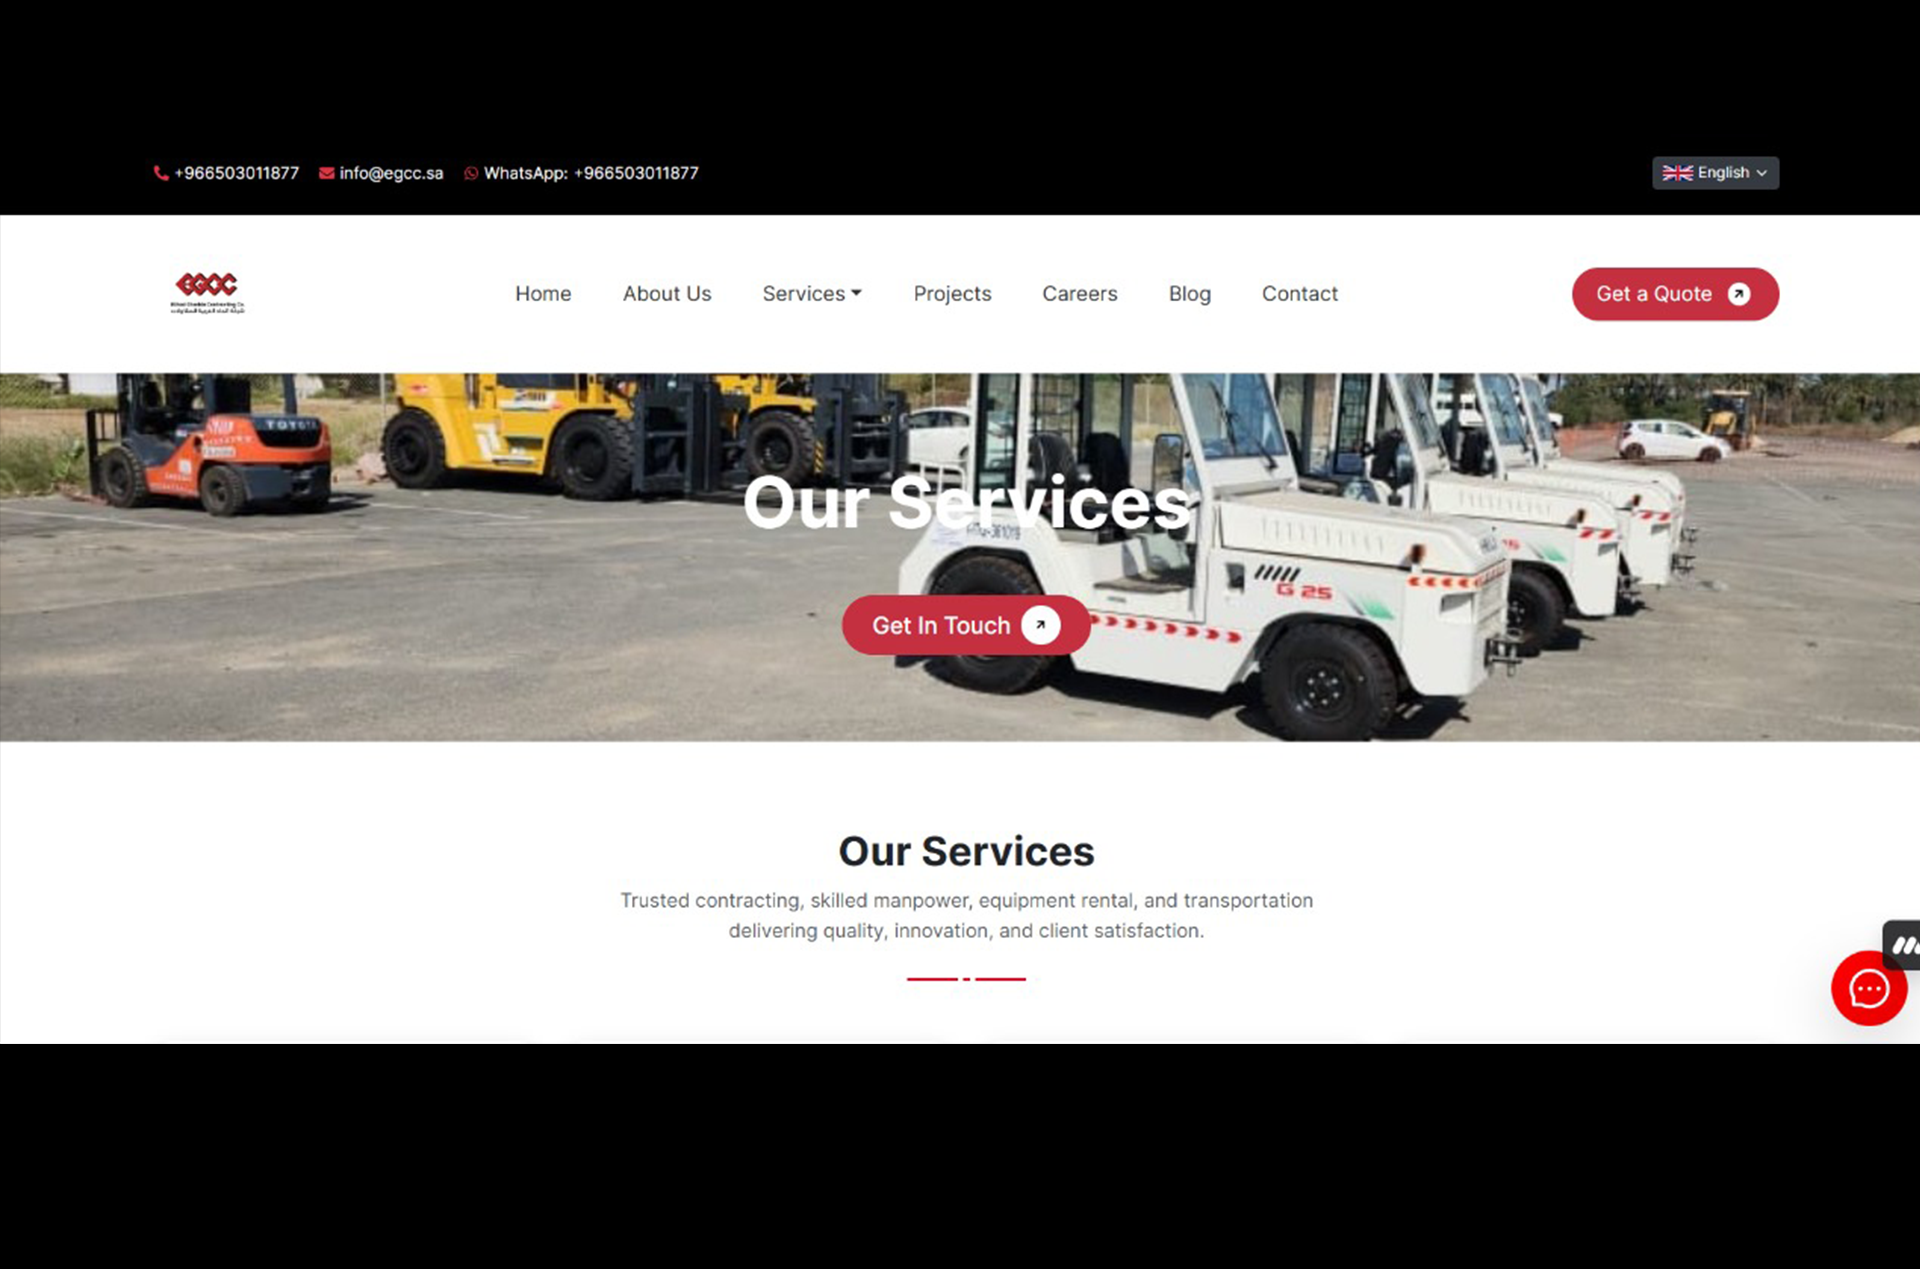 +966503011877 info@egcc.sa WhatsApp: +966503011877
English
EGCC
Home About Us Services Projects Careers Blog Contact
Get a Quote
TOYOTA
Our Services
G 25
Get In Touch
Our Services
Trusted contracting, skilled manpower, equipment rental, and transportation
delivering quality, innovation, and client satisfaction.